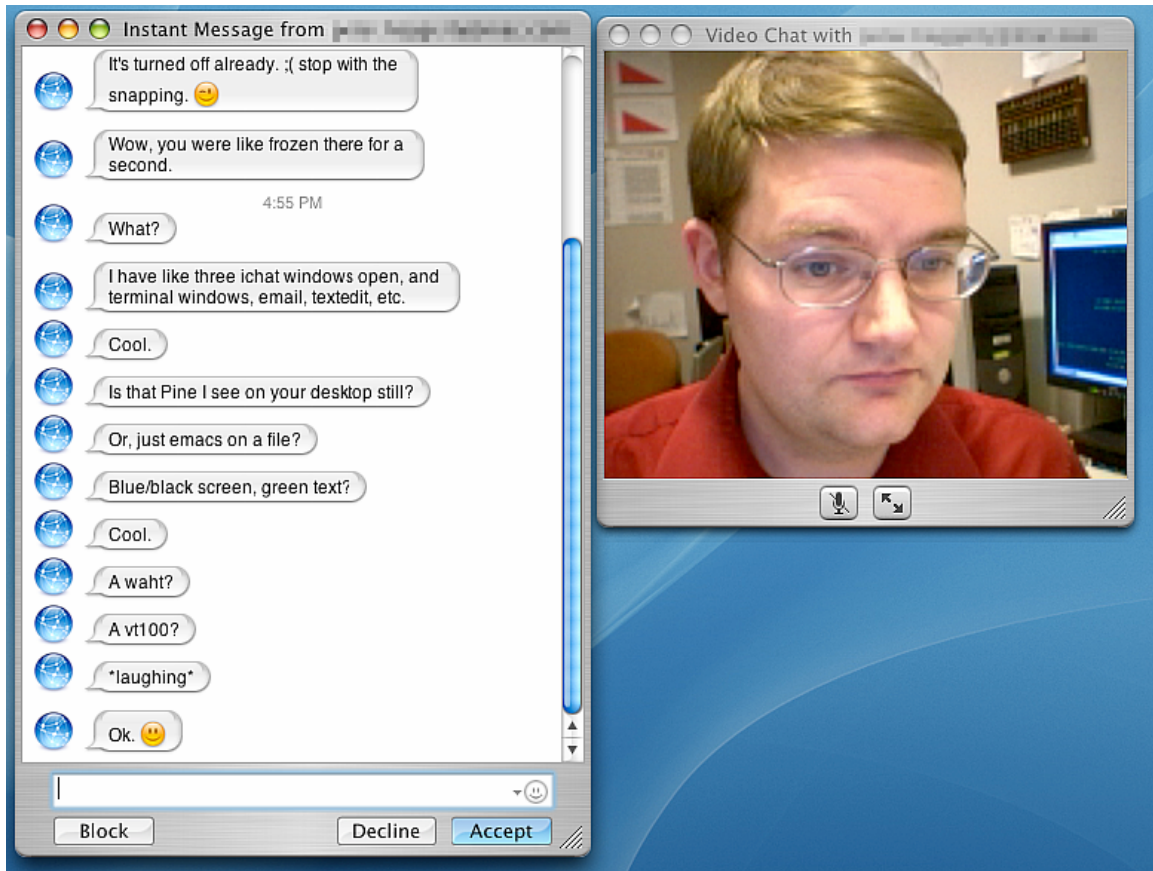 Instant Message from
It's turned off already. ;( stop with the
snapping.
Wow, you were like frozen there for a
second.
4:55 PM
What?
I have like three ichat windows open, and
terminal windows, email, textedit, etc.
Cool.
Is that Pine I see on your desktop still?
Or, just emacs on a file?
Blue/black screen, green text?
Cool.
A waht?
A vt100?
*laughing*
Ok.
Block
Decline
Accept
Video Chat with